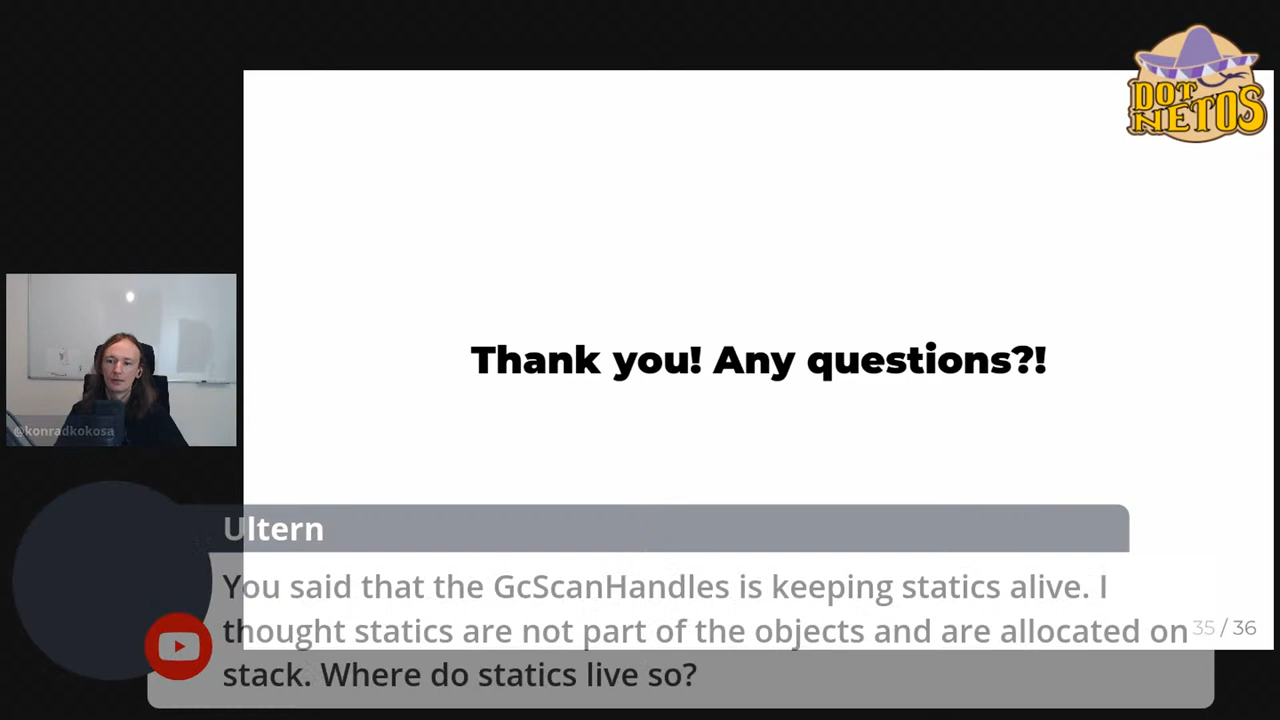 DOT
NETOS
Thank you! Any questions?!
@konradkokosa
Ultern
You said that the GcScanHandles is keeping statics alive. I
thought statics are not part of the objects and are allocated on
stack. Where do statics live so?
35 / 36